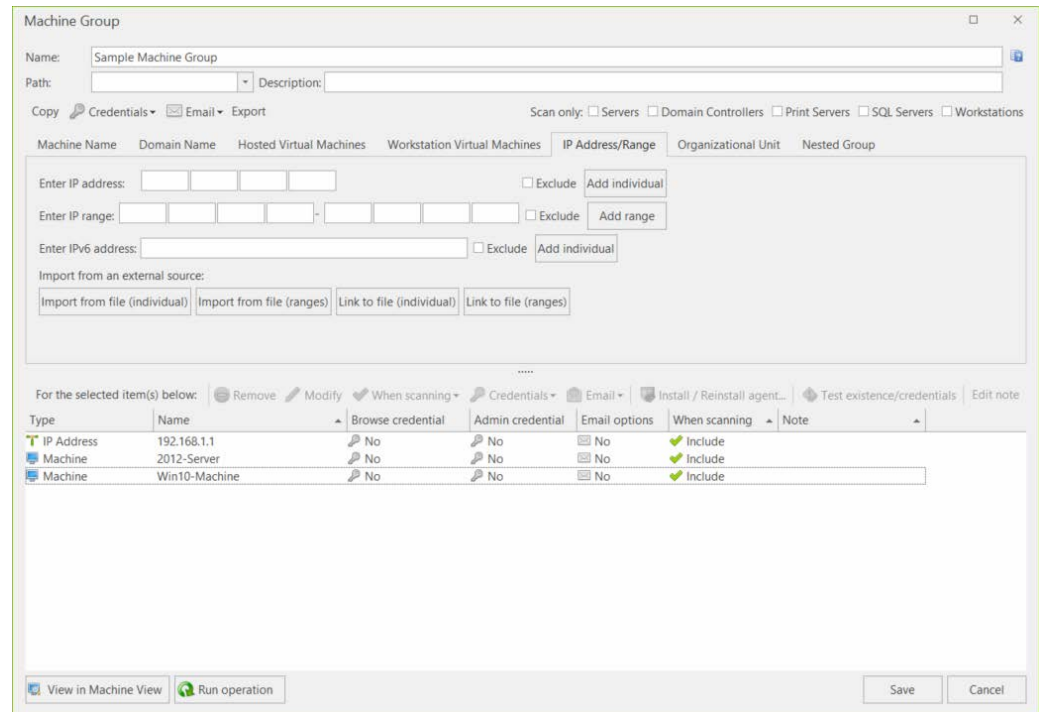 Machine Group
Name: Sample Machine Group
Path: Description:
Copy Credentials Email Export Scan only: Servers Domain Controllers Print Servers SQL Servers Workstations
Machine Name Domain Name Hosted Virtual Machines Workstation Virtual Machines IP Address/Range Organizational Unit Nested Group
Enter IP address: Exclude Add individual
Enter IP range: - Exclude Add range
Enter IPv6 address: Exclude Add individual
Import from an external source:
Import from file (individual) Import from file (ranges) Link to file (individual) Link to file (ranges)
For the selected item(s) below: Remove Modify When scanning Credentials Email Install / Reinstall agent... Test existence/credentials Edit note
Type Name Browse credential Admin credential Email options When scanning Note
IP Address 192.168.1.1 No No No Include
Machine 2012-Server No No No Include
Machine Win10-Machine No No No Include
View in Machine View Run operation Save Cancel